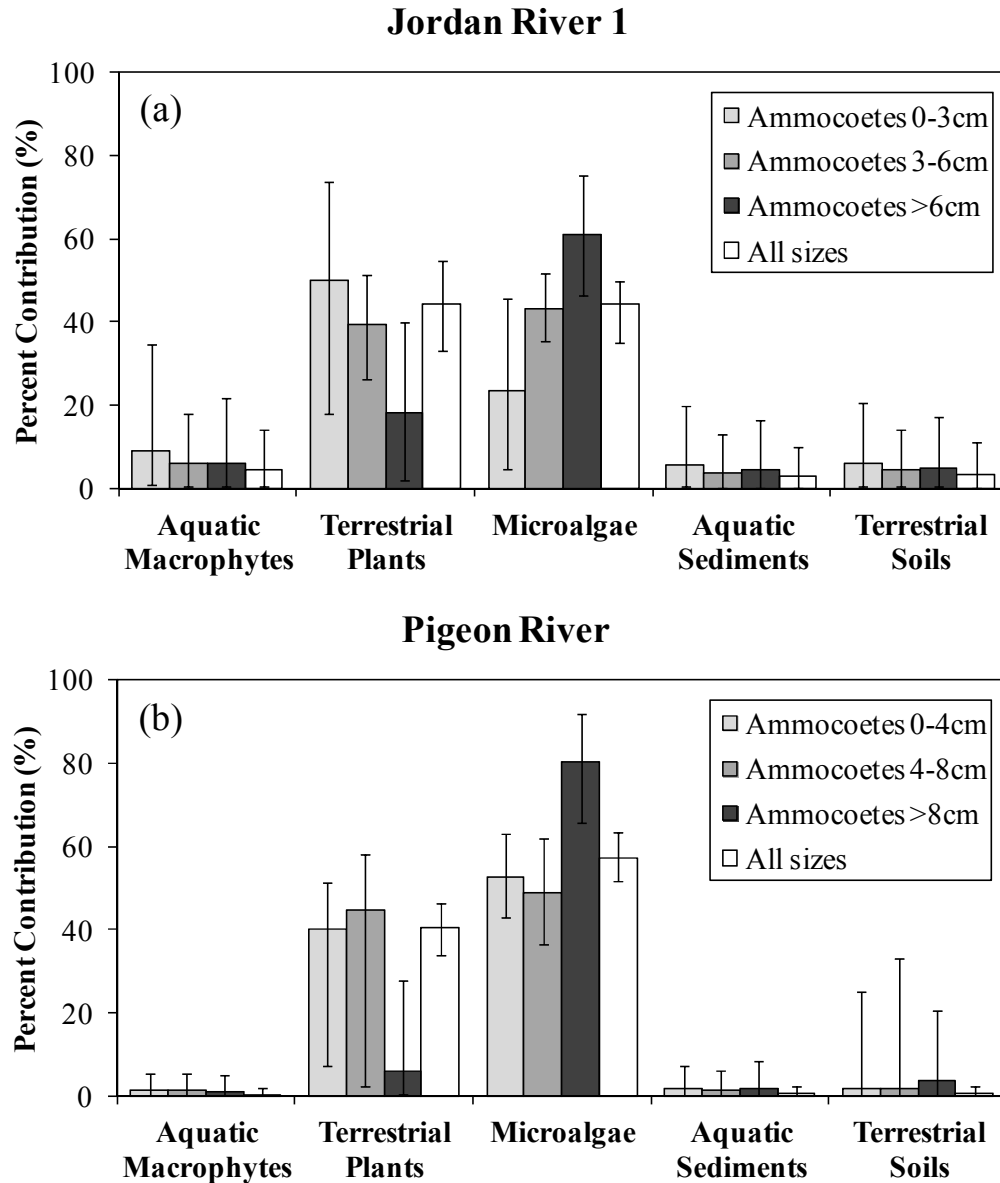 Jordan River 1
(a)
Percent Contribution (%)
100
80
60
40
20
0
Ammocoetes 0-3cm
Ammocoetes 3-6cm
Ammocoetes >6cm
All sizes
Aquatic
Macrophytes
Terrestrial
Plants
Microalgae
Aquatic
Sediments
Terrestrial
Soils
Pigeon River
(b)
Percent Contribution (%)
100
80
60
40
20
0
Ammocoetes 0-4cm
Ammocoetes 4-8cm
Ammocoetes >8cm
All sizes
Aquatic
Macrophytes
Terrestrial
Plants
Microalgae
Aquatic
Sediments
Terrestrial
Soils